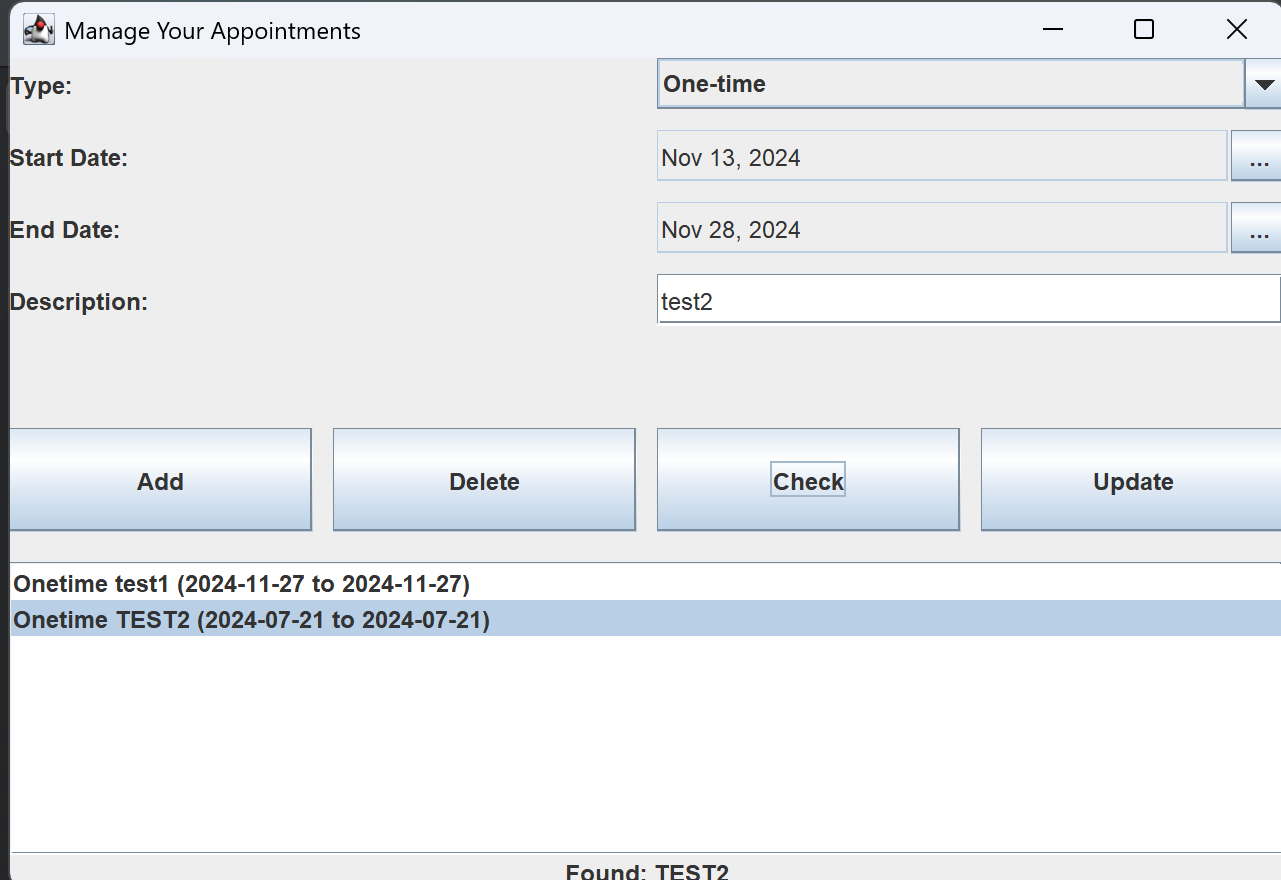 Manage Your Appointments
Type: One-time
Start Date: Nov 13, 2024 ...
End Date: Nov 28, 2024 ...
Description: test2
Add Delete Check Update
Onetime test1 (2024-11-27 to 2024-11-27)
Onetime TEST2 (2024-07-21 to 2024-07-21)
Found: TEST2